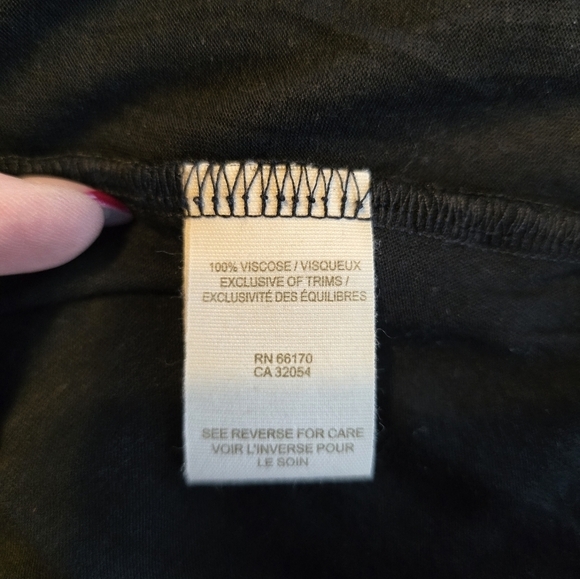 100% VISCOSE / VISQUEUX
EXCLUSIVE OF TRIMS /
EXCLUSIVITÉ DES ÉQUILIBRES
RN 66170
CA 32054
SEE REVERSE FOR CARE
VOIR L'INVERSE POUR
LE SOIN